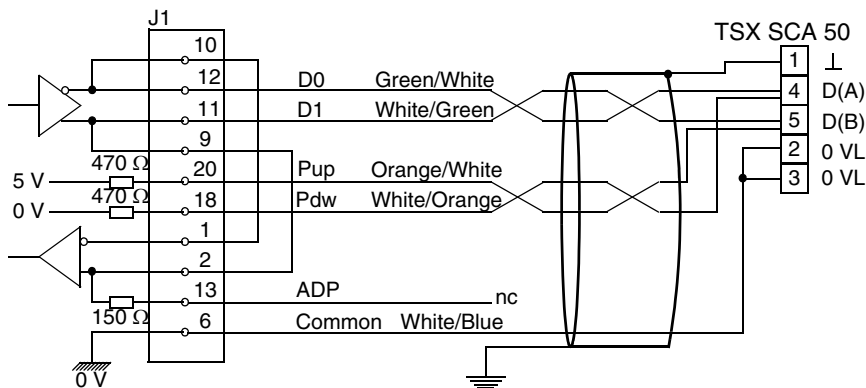 J1
TSX SCA 50
10
12 D0 Green/White
11 D1 White/Green
9
470 Ω
5 V 20 Pup Orange/White
470 Ω
0 V 18 Pdw White/Orange
1
2
13 ADP nc
150 Ω
6 Common White/Blue
0 V
1
4 D(A)
5 D(B)
2 0 VL
3 0 VL